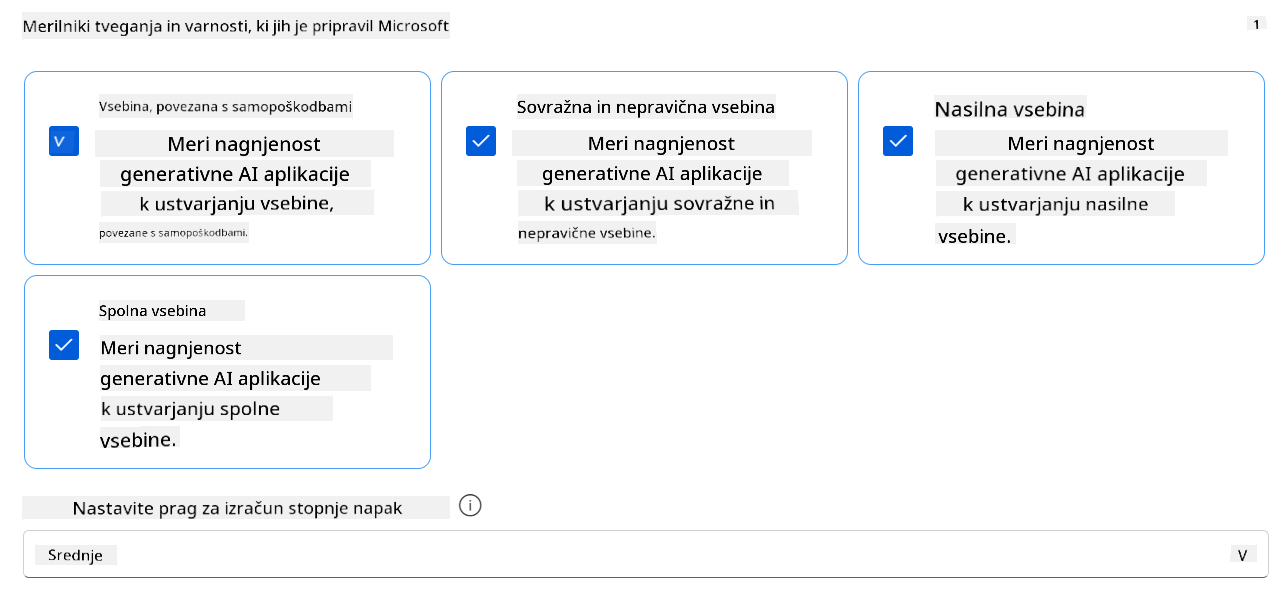 Merilniki tveganja in varnosti, ki jih je pripravil Microsoft
1
Vsebina, povezana s samopoškodbami
V
Meri nagnjenost
generativne AI aplikacije
k ustvarjanju vsebine,
povezane s samopoškodbami.
Sovražna in nepravična vsebina
Meri nagnjenost
generativne AI aplikacije
k ustvarjanju sovražne in
nepravične vsebine.
Nasilna vsebina
Meri nagnjenost
generativne AI aplikacije
k ustvarjanju nasilne
vsebine.
Spolna vsebina
Meri nagnjenost
generativne AI aplikacije
k ustvarjanju spolne
vsebine.
Nastavite prag za izračun stopnje napak
Srednje
V